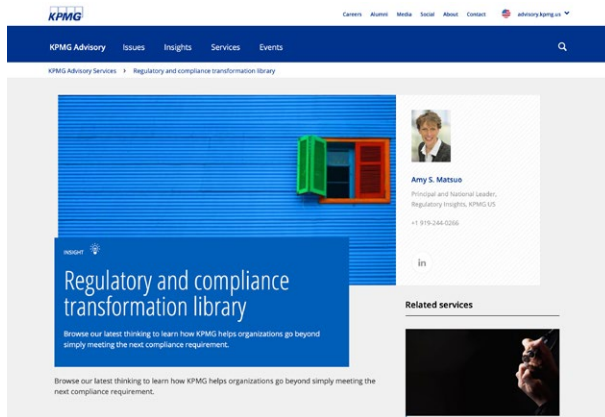 KPMG
Careers Alumni Media Social About Contact advisory.kpmg.us
KPMG Advisory Issues Insights Services Events
KPMG Advisory Services > Regulatory and compliance transformation library
Amy S. Matsuo
Principal and National Leader,
Regulatory Insights, KPMG US
+1 919-244-0266
in
INSIGHT
Regulatory and compliance
transformation library
Browse our latest thinking to learn how KPMG helps organizations go beyond
simply meeting the next compliance requirement.
Related services
Browse our latest thinking to learn how KPMG helps organizations go beyond simply meeting the
next compliance requirement.